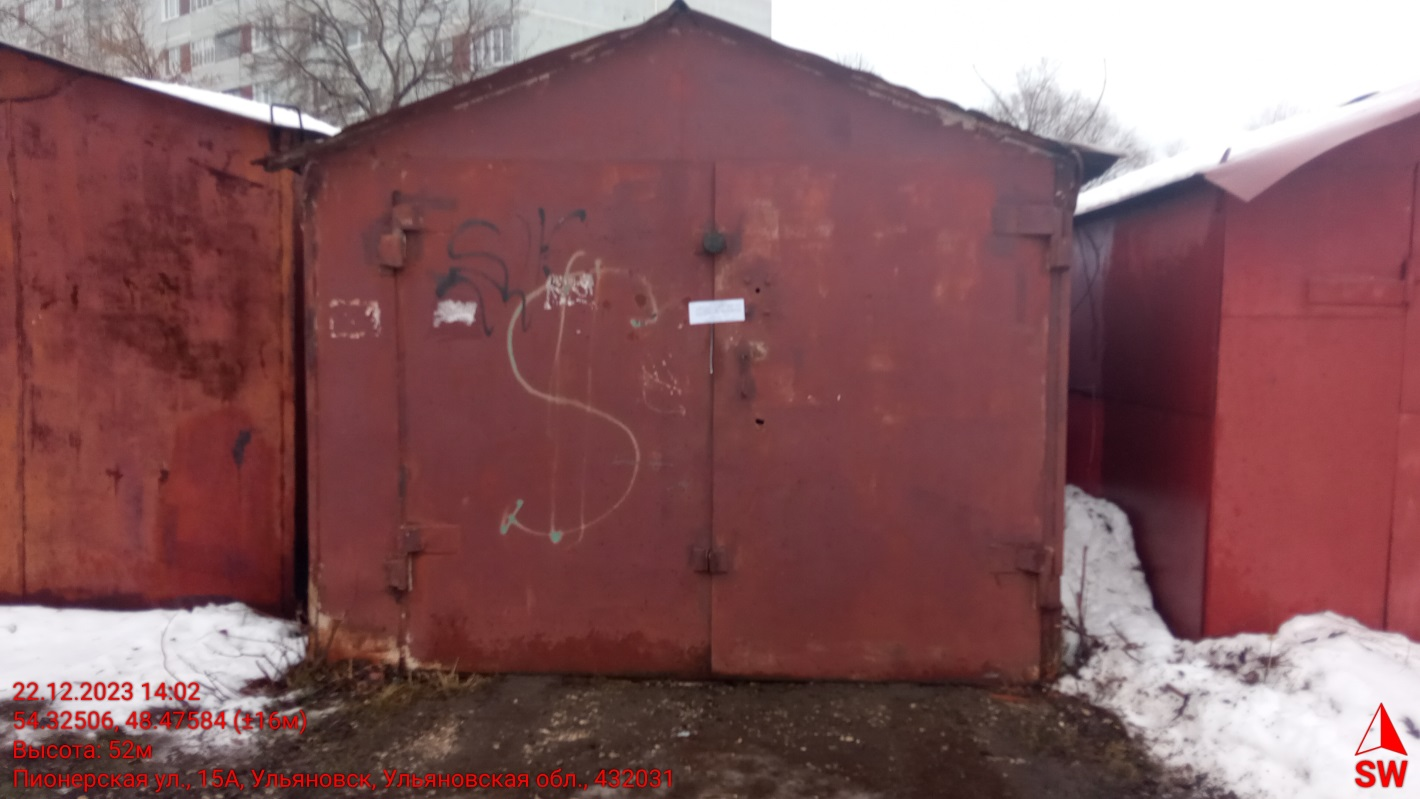 22.12.2023 14:02
54.32506, 48.47584 (±16м)
Высота: 52м
Пионерская ул., 15А, Ульяновск, Ульяновская обл., 432031
SW